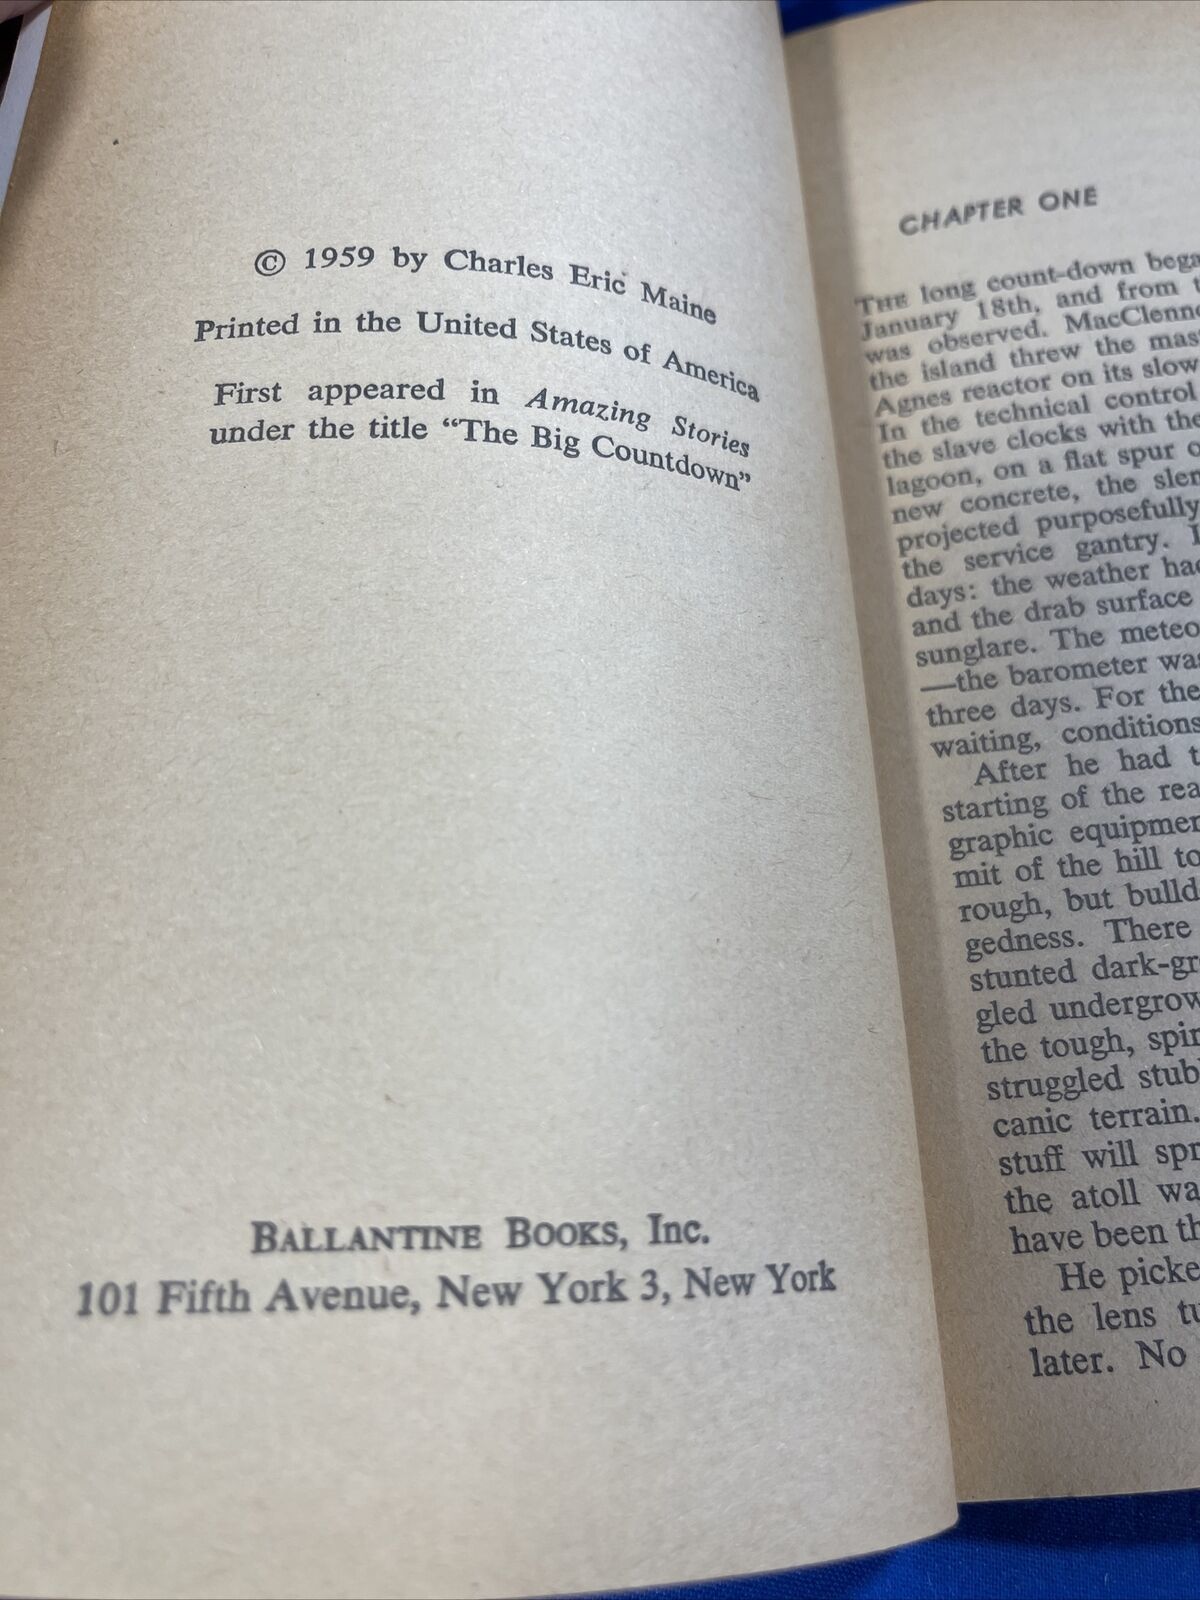 © 1959 by Charles Eric Maine
Printed in the United States of America
First appeared in Amazing Stories
under the title "The Big Countdown"
BALLANTINE BOOKS, Inc.
101 Fifth Avenue, New York 3, New York
CHAPTER ONE
THE long count-down bega
January 18th, and from t
was observed. MacClenno
the island threw the mas
Agnes reactor on its slow
In the technical control
the slave clocks with the
lagoon, on a flat spur o
new concrete, the slen
projected purposefully
the service gantry. I
days: the weather had
and the drab surface
sunglare. The meteo
—the barometer was
three days. For the
waiting, conditions
After he had t
starting of the rea
graphic equipmen
mit of the hill to
rough, but bulld
gedness. There
stunted dark-gr
gled undergrow
the tough, spin
struggled stubb
canic terrain.
stuff will spr
the atoll wa
have been th
He picke
the lens tu
later. No